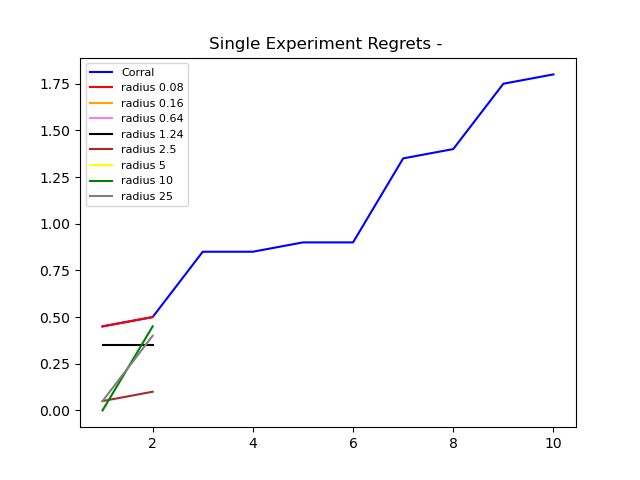 Single Experiment Regrets -
Corral
radius 0.08
radius 0.16
radius 0.64
radius 1.24
radius 2.5
radius 5
radius 10
radius 25
1.75
1.50
1.25
1.00
0.75
0.50
0.25
0.00
2 4 6 8 10